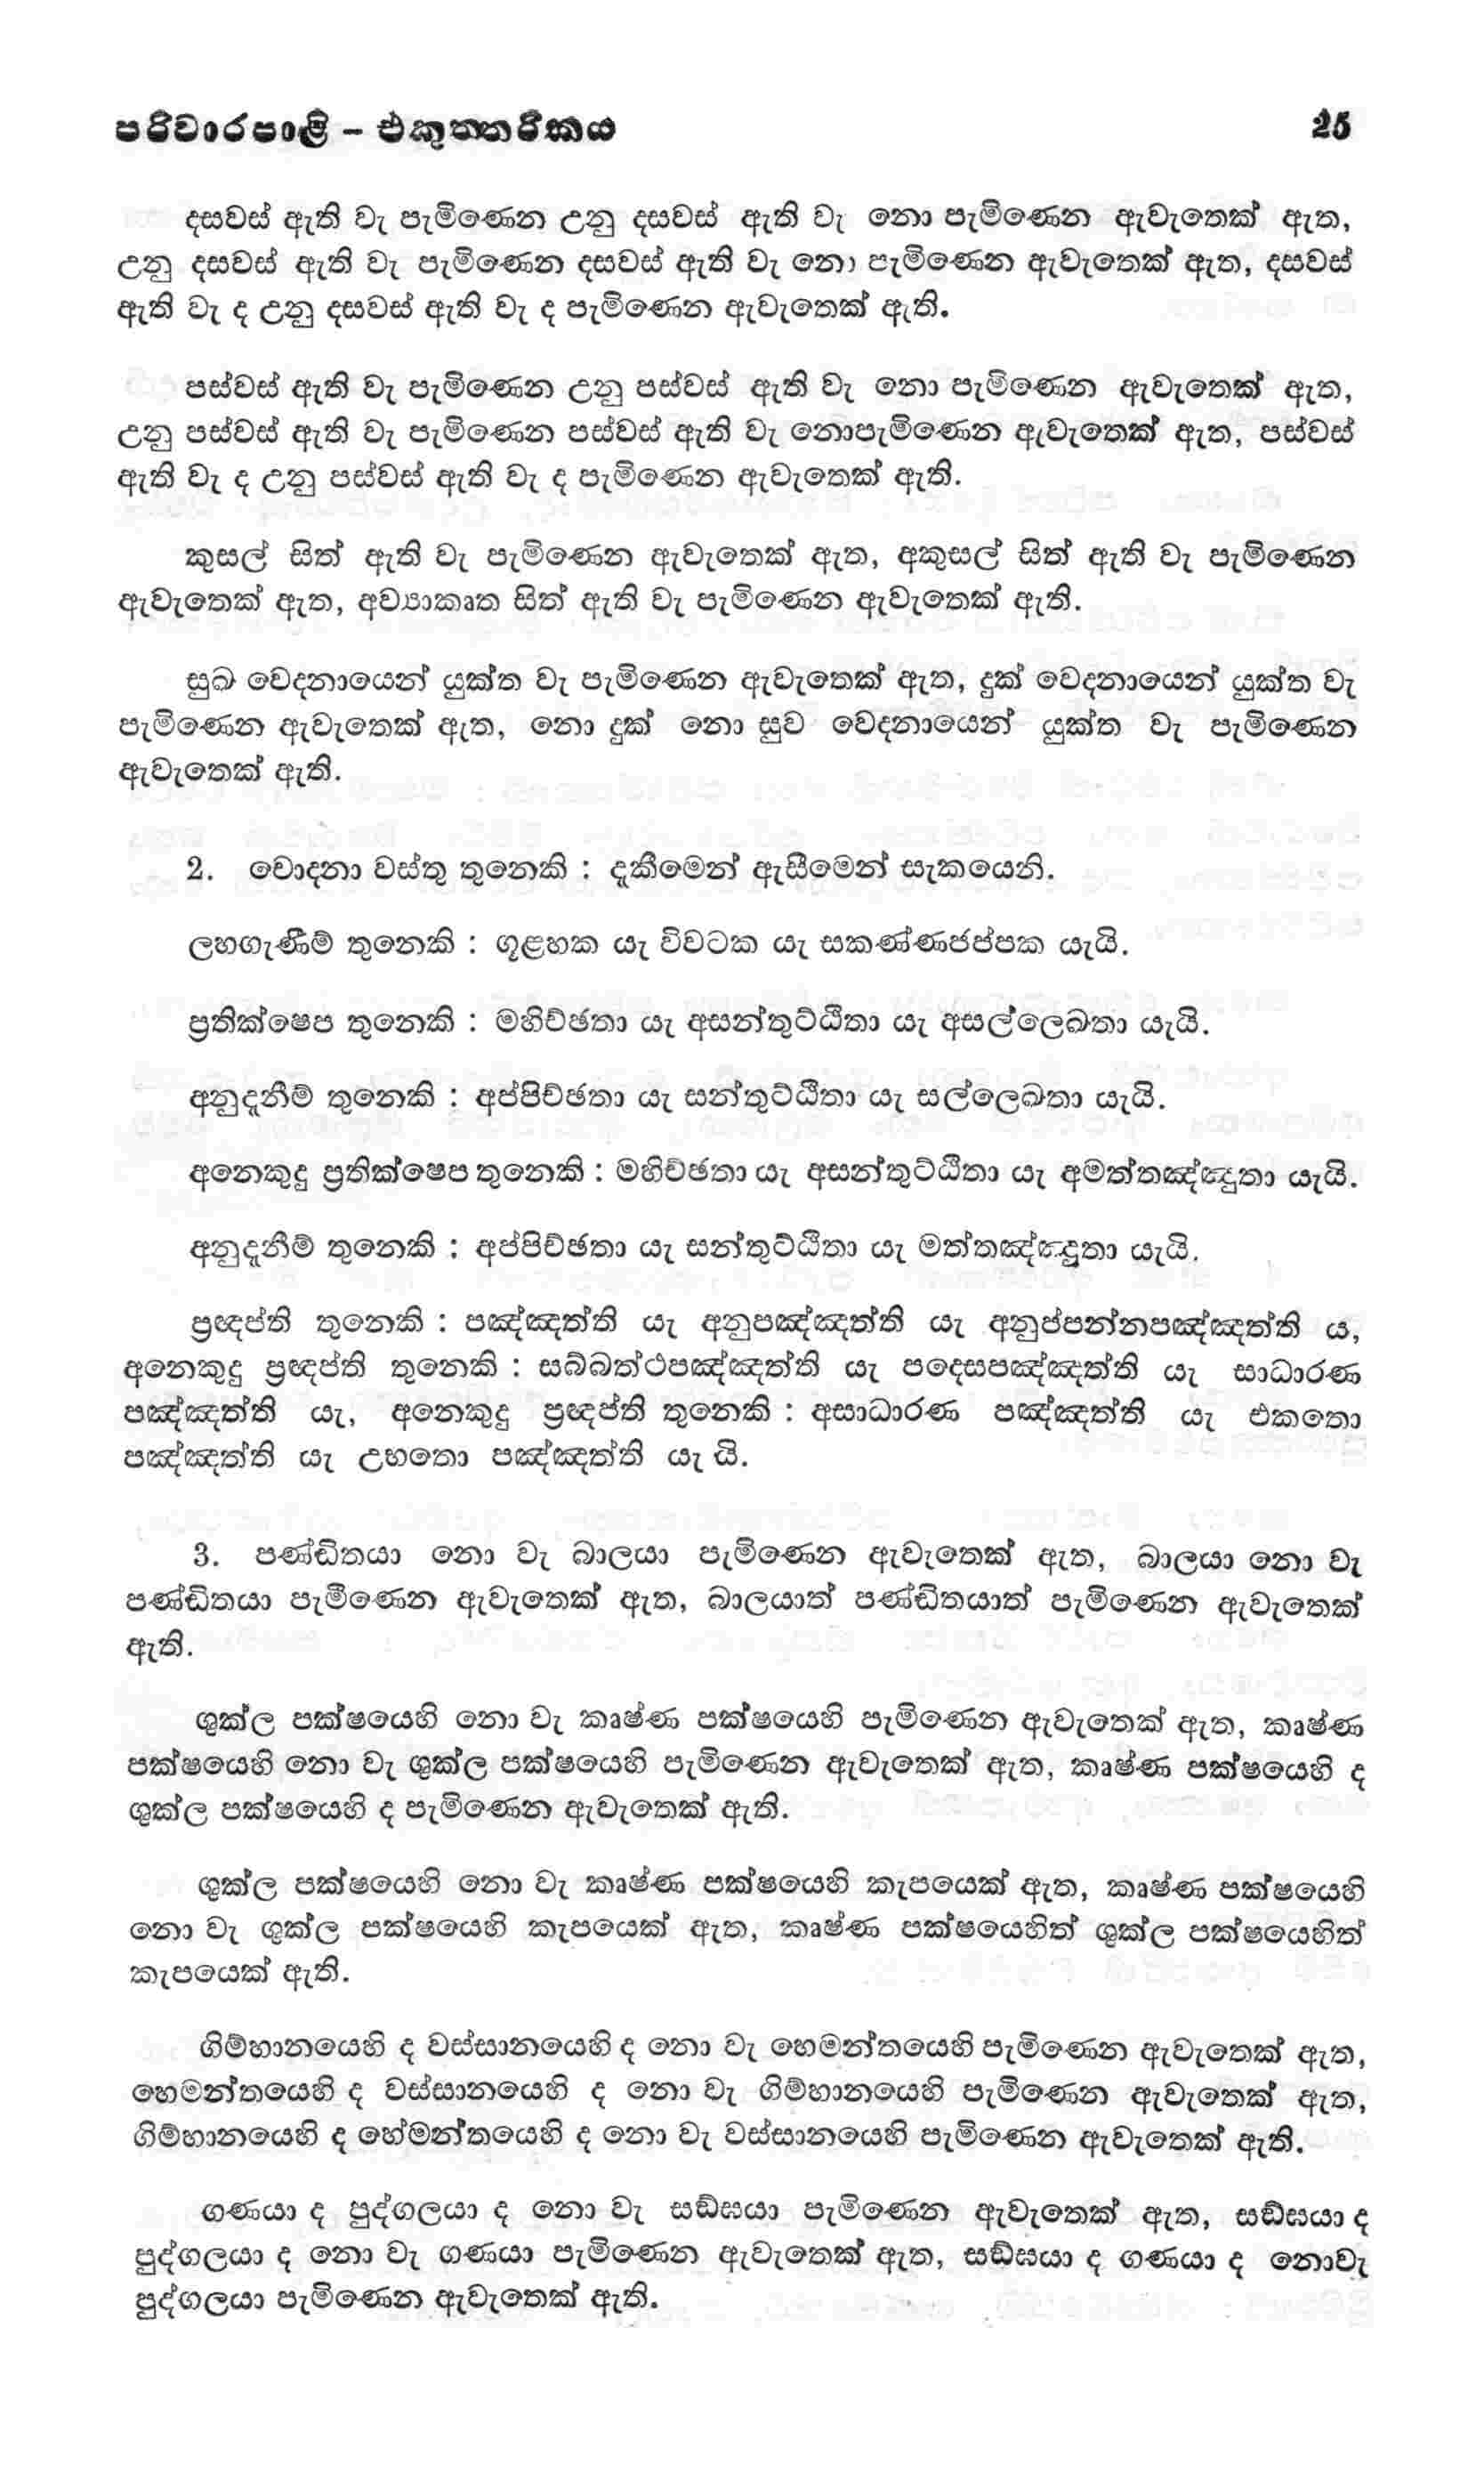 පරිවාරපාළි – එකුත්තරිකය 25
දසවස් ඇති වැ පැමිණෙන උනු දසවස් ඇති වැ නො පැමිණෙන ඇවැතෙක් ඇත,
උනු දසවස් ඇති වැ පැමිණෙන දසවස් ඇති වැ නො පැමිණෙන ඇවැතෙක් ඇත, දසවස්
ඇති වැ ද උනු දසවස් ඇති වැ ද පැමිණෙන ඇවැතෙක් ඇති.
පස්වස් ඇති වැ පැමිණෙන උනු පස්වස් ඇති වැ නො පැමිණෙන ඇවැතෙක් ඇත,
උනු පස්වස් ඇති වැ පැමිණෙන පස්වස් ඇති වැ නොපැමිණෙන ඇවැතෙක් ඇත, පස්වස්
ඇති වැ ද උනු පස්වස් ඇති වැ ද පැමිණෙන ඇවැතෙක් ඇති.
කුසල් සිත් ඇති වැ පැමිණෙන ඇවැතෙක් ඇත, අකුසල් සිත් ඇති වැ පැමිණෙන
ඇවැතෙක් ඇත, අව්‍යාකෘත සිත් ඇති වැ පැමිණෙන ඇවැතෙක් ඇති.
සුඛ වෙදනායෙන් යුක්ත වැ පැමිණෙන ඇවැතෙක් ඇත, දුක් වෙදනායෙන් යුක්ත වැ
පැමිණෙන ඇවැතෙක් ඇත, නො දුක් නො සුව වෙදනායෙන් යුක්ත වැ පැමිණෙන
ඇවැතෙක් ඇති.
2. චොදනා වස්තු තුනෙකි : දැකීමෙන් ඇසීමෙන් සැකයෙනි.
ලහගැණීම් තුනෙකි : ගූළහක යැ විවටක යැ සකණ්ණජප්පක යැයි.
ප්‍රතික්ෂෙප තුනෙකි : මහිච්ඡතා යැ අසන්තුට්ඨිතා යැ අසල්ලෙඛතා යැයි.
අනුදැනීම් තුනෙකි : අප්පිච්ඡතා යැ සන්තුට්ඨිතා යැ සල්ලෙඛතා යැයි.
අනෙකුදු ප්‍රතික්ෂෙප තුනෙකි : මහිච්ඡතා යැ අසන්තුට්ඨිතා යැ අමත්තඤ්ඤුතා යැයි.
අනුදැනීම් තුනෙකි : අප්පිච්ඡතා යැ සන්තුට්ඨිතා යැ මත්තඤ්ඤුතා යැයි.
ප්‍රඥප්ති තුනෙකි : පඤ්ඤත්ති යැ අනුපඤ්ඤත්ති යැ අනුප්පන්නපඤ්ඤත්ති ය,
අනෙකුදු ප්‍රඥප්ති තුනෙකි : සබ්බත්ථපඤ්ඤත්ති යැ පදෙසපඤ්ඤත්ති යැ සාධාරණ
පඤ්ඤත්ති යැ, අනෙකුදු ප්‍රඥප්ති තුනෙකි : අසාධාරණ පඤ්ඤත්ති යැ එකතො
පඤ්ඤත්ති යැ උභතො පඤ්ඤත්ති යැ යි.
3. පණ්ඩිතයා නො වැ බාලයා පැමිණෙන ඇවැතෙක් ඇත, බාලයා නො වැ
පණ්ඩිතයා පැමිණෙන ඇවැතෙක් ඇත, බාලයාත් පණ්ඩිතයාත් පැමිණෙන ඇවැතෙක්
ඇති.
ශුක්ල පක්ෂයෙහි නො වැ කෘෂ්ණ පක්ෂයෙහි පැමිණෙන ඇවැතෙක් ඇත, කෘෂ්ණ
පක්ෂයෙහි නො වැ ශුක්ල පක්ෂයෙහි පැමිණෙන ඇවැතෙක් ඇත, කෘෂ්ණ පක්ෂයෙහි ද
ශුක්ල පක්ෂයෙහි ද පැමිණෙන ඇවැතෙක් ඇති.
ශුක්ල පක්ෂයෙහි නො වැ කෘෂ්ණ පක්ෂයෙහි කැපයෙක් ඇත, කෘෂ්ණ පක්ෂයෙහි
නො වැ ශුක්ල පක්ෂයෙහි කැපයෙක් ඇත, කෘෂ්ණ පක්ෂයෙහිත් ශුක්ල පක්ෂයෙහිත්
කැපයෙක් ඇති.
ගිම්හානයෙහි ද වස්සානයෙහි ද නො වැ හෙමන්තයෙහි පැමිණෙන ඇවැතෙක් ඇත,
හෙමන්තයෙහි ද වස්සානයෙහි ද නො වැ ගිම්හානයෙහි පැමිණෙන ඇවැතෙක් ඇත,
ගිම්හානයෙහි ද හේමන්තයෙහි ද නො වැ වස්සානයෙහි පැමිණෙන ඇවැතෙක් ඇති.
ගණයා ද පුද්ගලයා ද නො වැ සඞ්ඝයා පැමිණෙන ඇවැතෙක් ඇත, සඞ්ඝයා ද
පුද්ගලයා ද නො වැ ගණයා පැමිණෙන ඇවැතෙක් ඇත, සඞ්ඝයා ද ගණයා ද නොවැ
පුද්ගලයා පැමිණෙන ඇවැතෙක් ඇති.